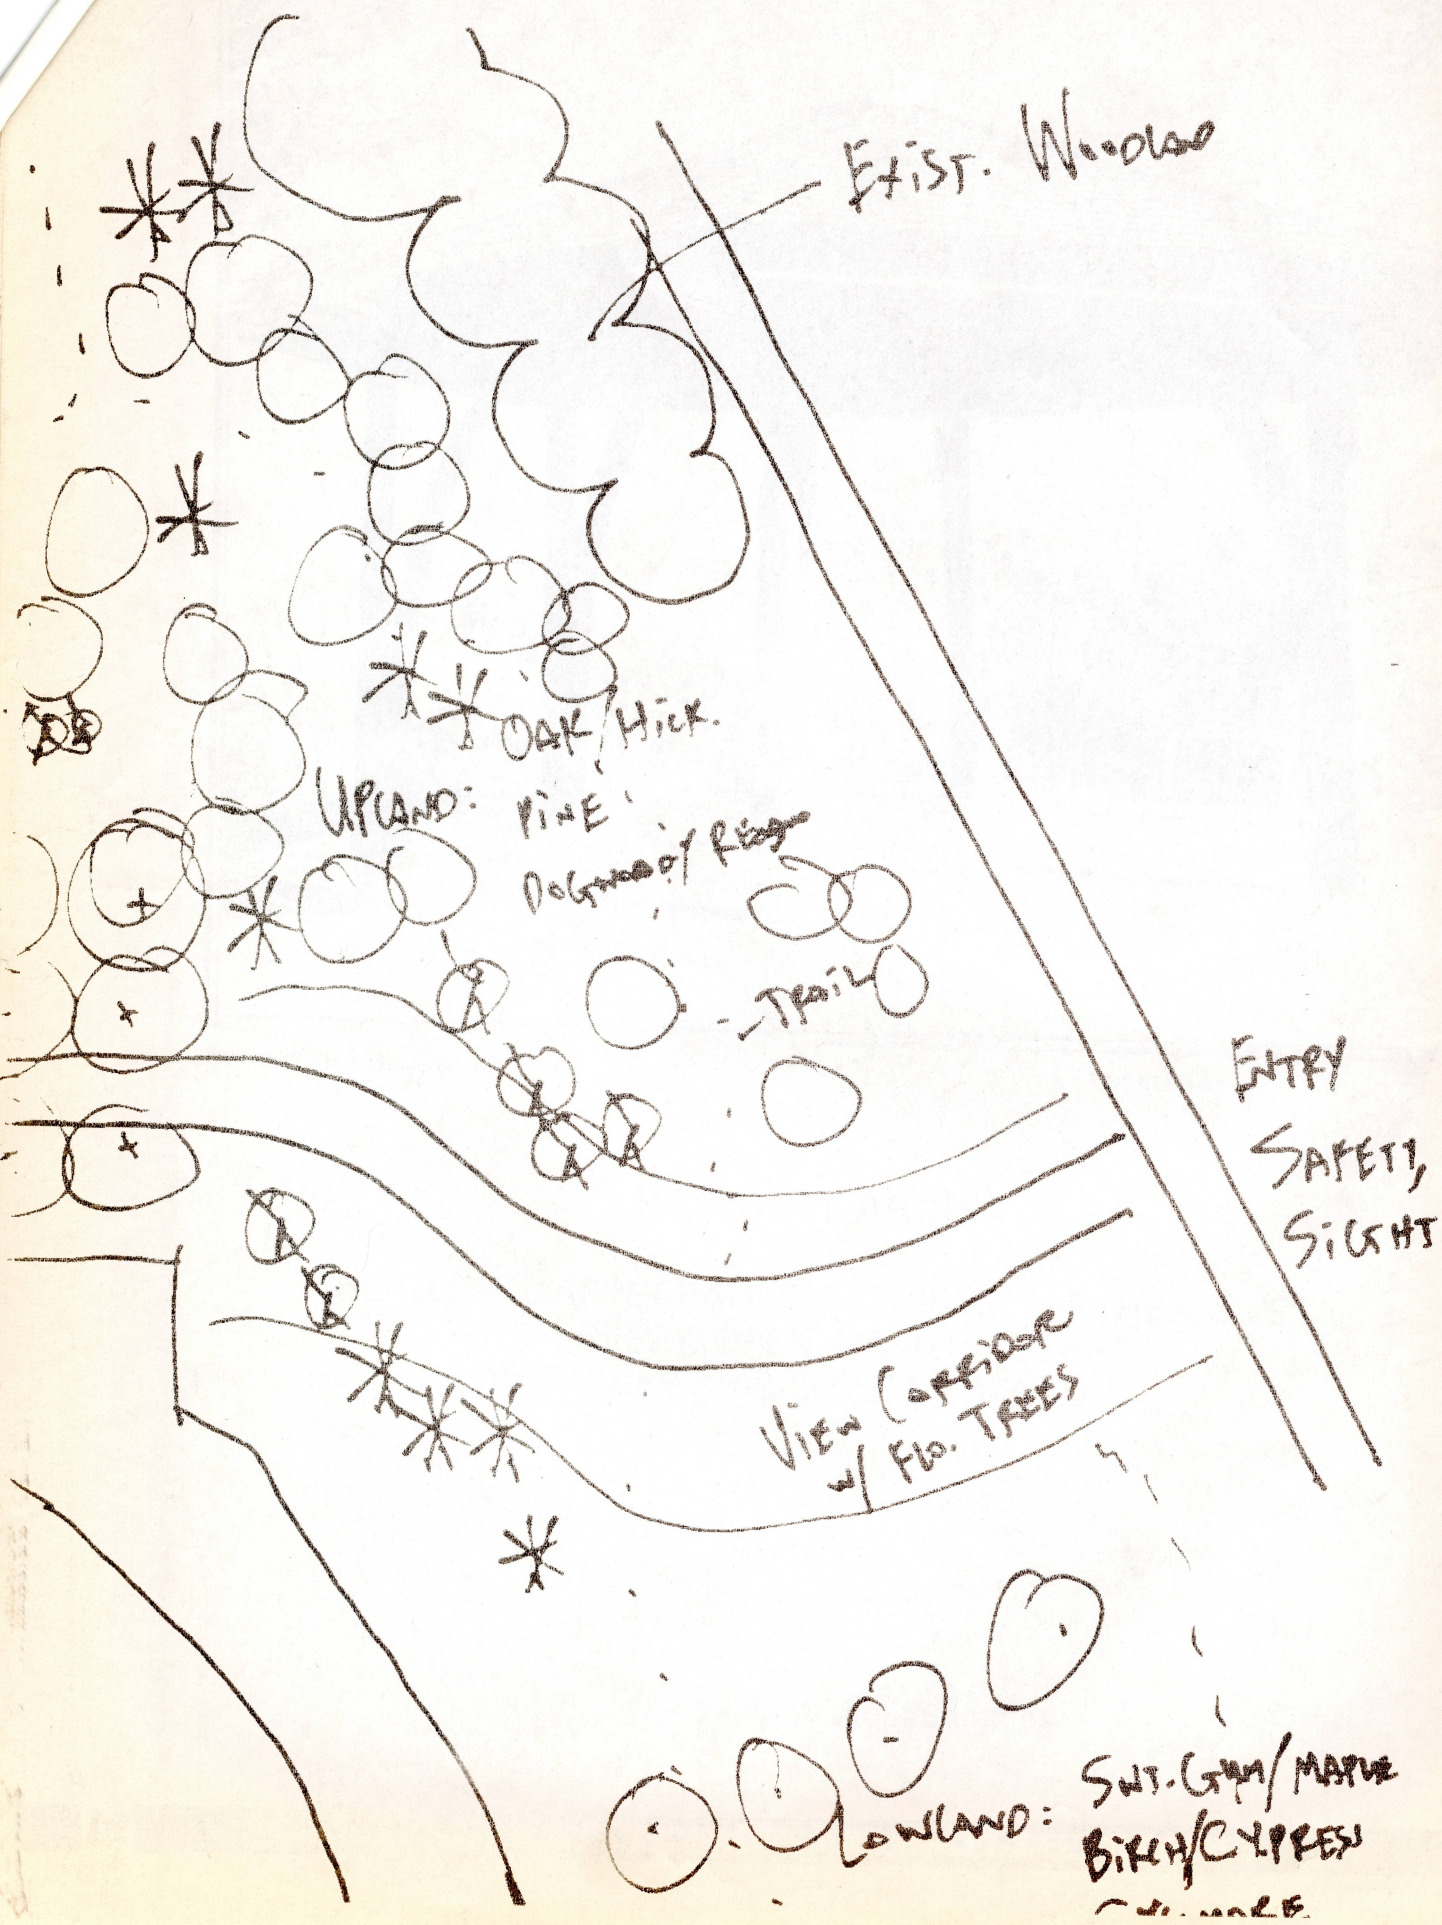 EXIST. WOODLAND
OAK/HICK.
UPLAND: PINE
DOGWOOD/
TRAIL
ENTRY
SAFETY,
SIGHT
VIEW CORRIDOR
W/ FLO. TREES
LOWLAND: SWT. GUM/MAPLE
BIRCH/CYPRESS